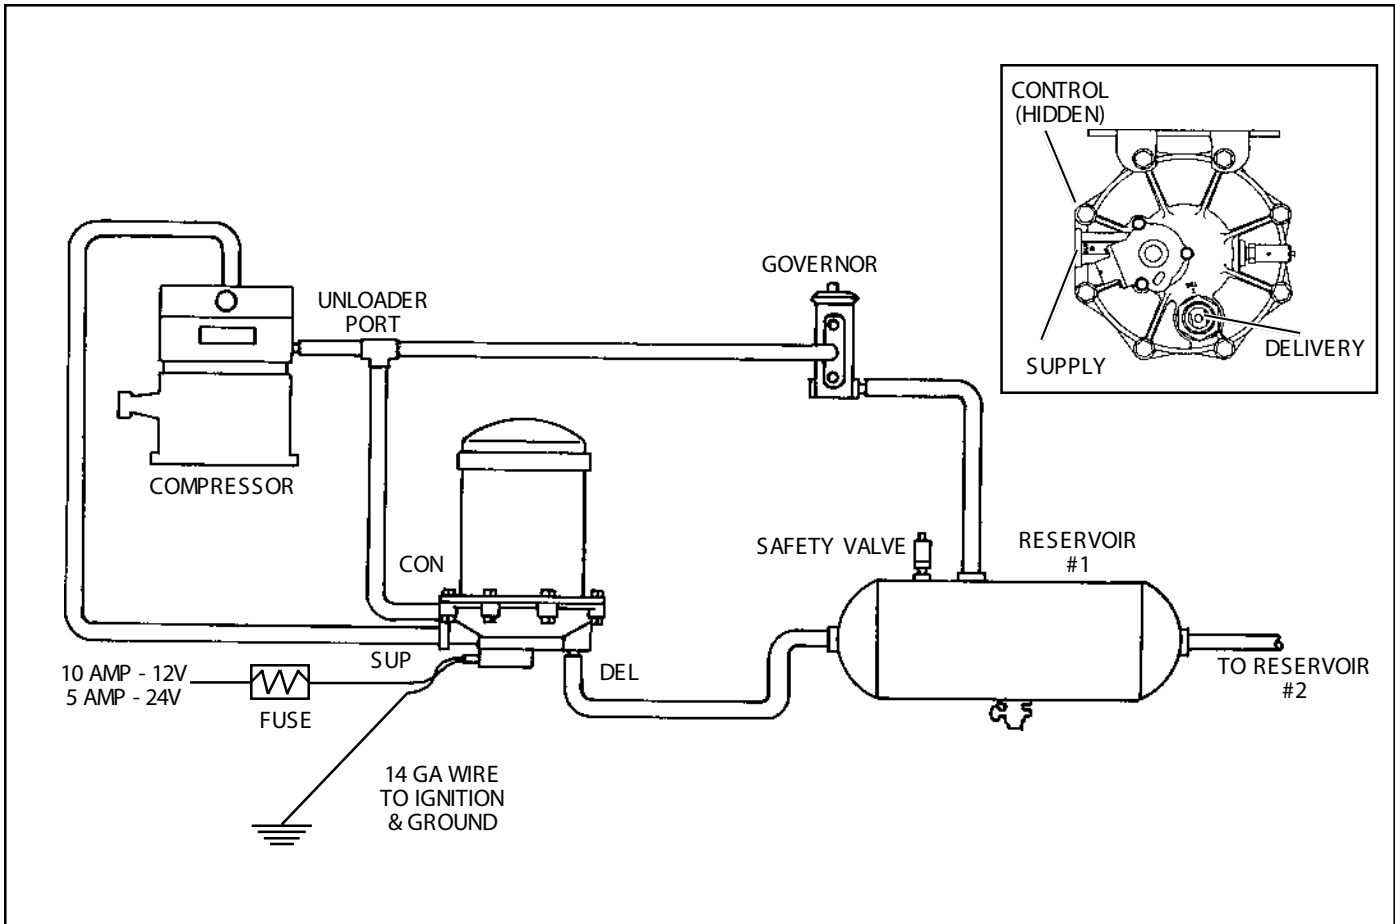 CONTROL
(HIDDEN)
SUPPLY
DELIVERY
GOVERNOR
UNLOADER
PORT
COMPRESSOR
CON
SAFETY VALVE
RESERVOIR
#1
SUP
DEL
TO RESERVOIR
#2
10 AMP - 12V
5 AMP - 24V
FUSE
14 GA WIRE
TO IGNITION
& GROUND